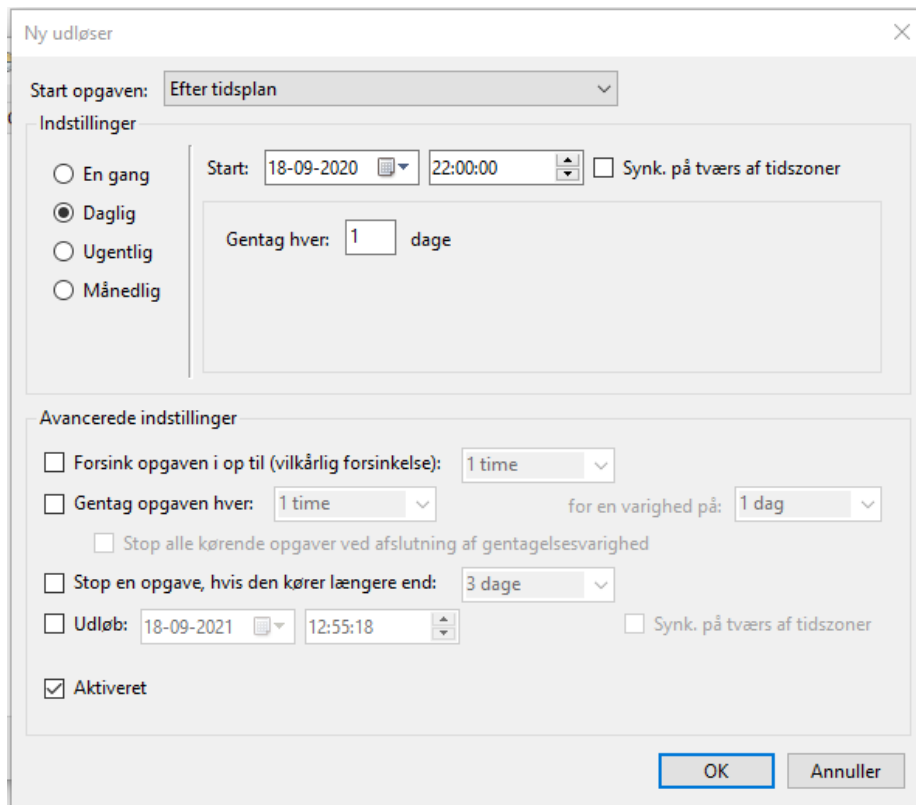 Ny udløser
Start opgaven: Efter tidsplan
Indstillinger
En gang
Daglig
Ugentlig
Månedlig
Start: 18-09-2020 22:00:00 Synk. på tværs af tidszoner
Gentag hver: 1 dage
Avancerede indstillinger
Forsink opgaven i op til (vilkårlig forsinkelse): 1 time
Gentag opgaven hver: 1 time for en varighed på: 1 dag
Stop alle kørende opgaver ved afslutning af gentagelsesvarighed
Stop en opgave, hvis den kører længere end: 3 dage
Udløb: 18-09-2021 12:55:18 Synk. på tværs af tidszoner
Aktiveret
OK Annuller